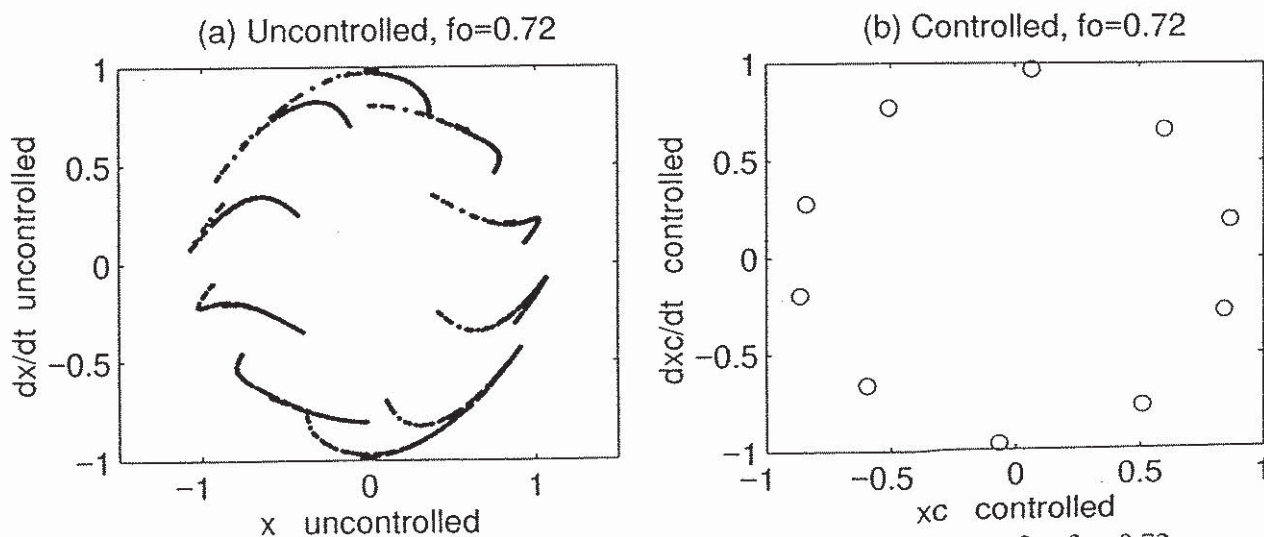 (a) Uncontrolled, fo=0.72
1
0.5
0
−0.5
−1
dx/dt uncontrolled
−1 0 1
x uncontrolled
(b) Controlled, fo=0.72
1
0.5
0
−0.5
−1
dxc/dt controlled
−1 −0.5 0 0.5 1
xc controlled